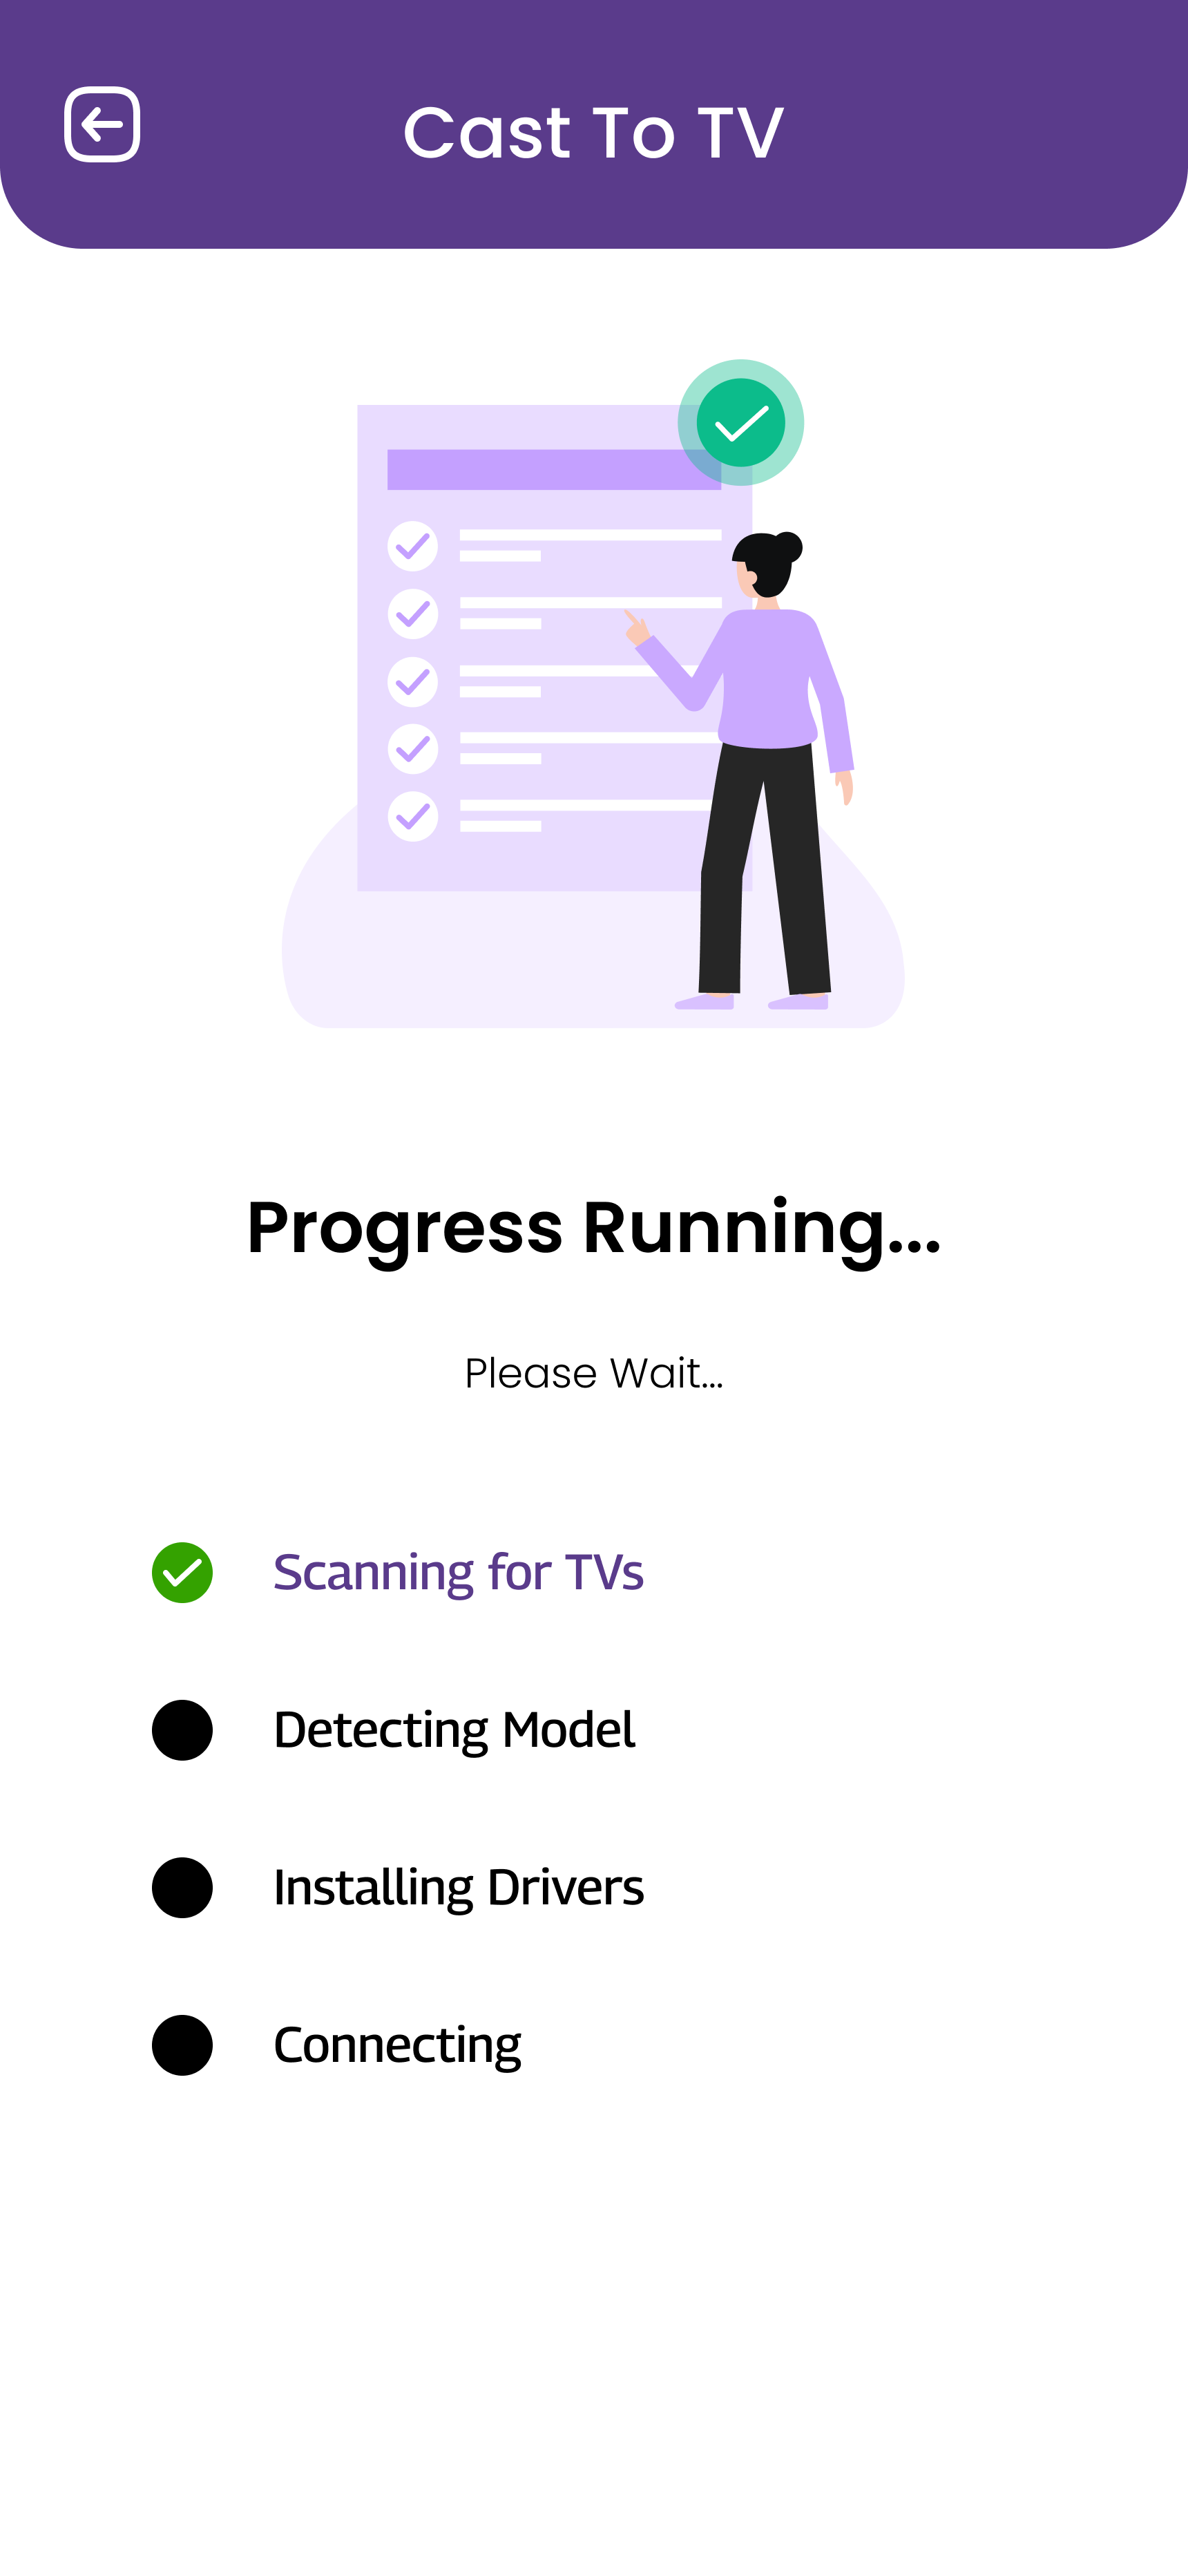 Cast To TV
Progress Running...
Please Wait...
Scanning for TVs
Detecting Model
Installing Drivers
Connecting